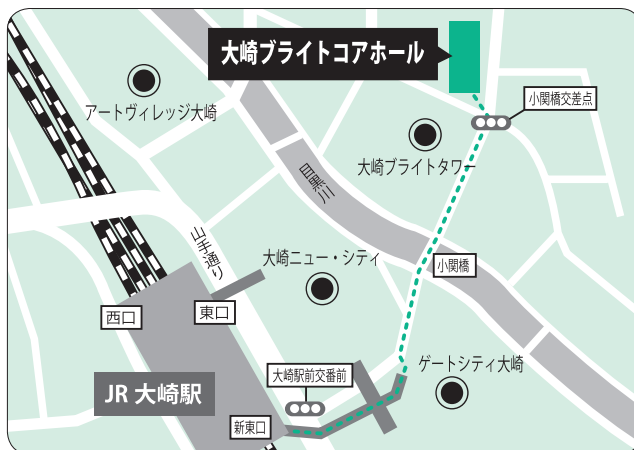 大崎ブライトコアホール
小関橋交差点
アートヴィレッジ大崎
大崎ブライトタワー
目黒川
山手通り
大崎ニュー・シティ
小関橋
西口
東口
大崎駅前交番前
ゲートシティ大崎
JR 大崎駅
新東口